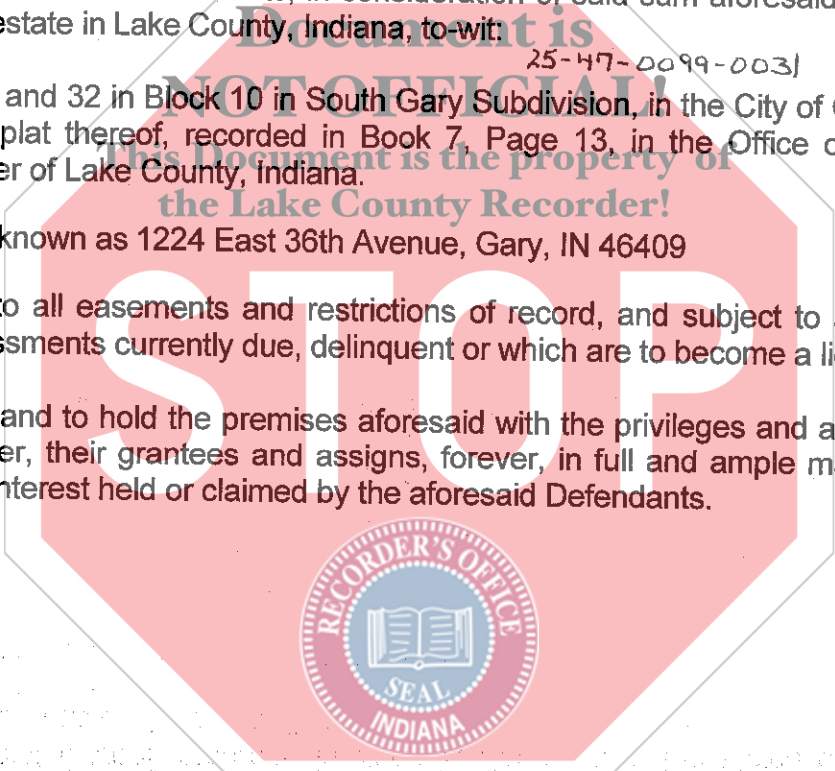 in consideration of said sum aforesaid
estate in Lake County, Indiana, to-wit:
Document is
25-47-0099-0031
NOT OFFICIAL!
and 32 in Block 10 in South Gary Subdivision, in the City of
plat thereof, recorded in Book 7, Page 13, in the Office
This Document is the property of
er of Lake County, Indiana.
the Lake County Recorder!
known as 1224 East 36th Avenue, Gary, IN 46409
to all easements and restrictions of record, and subject to
ssments currently due, delinquent or which are to become a li
STOP
and to hold the premises aforesaid with the privileges and a
er, their grantees and assigns, forever, in full and ample m
nterest held or claimed by the aforesaid Defendants.
RECORDER'S OFFICE
SEAL
INDIANA